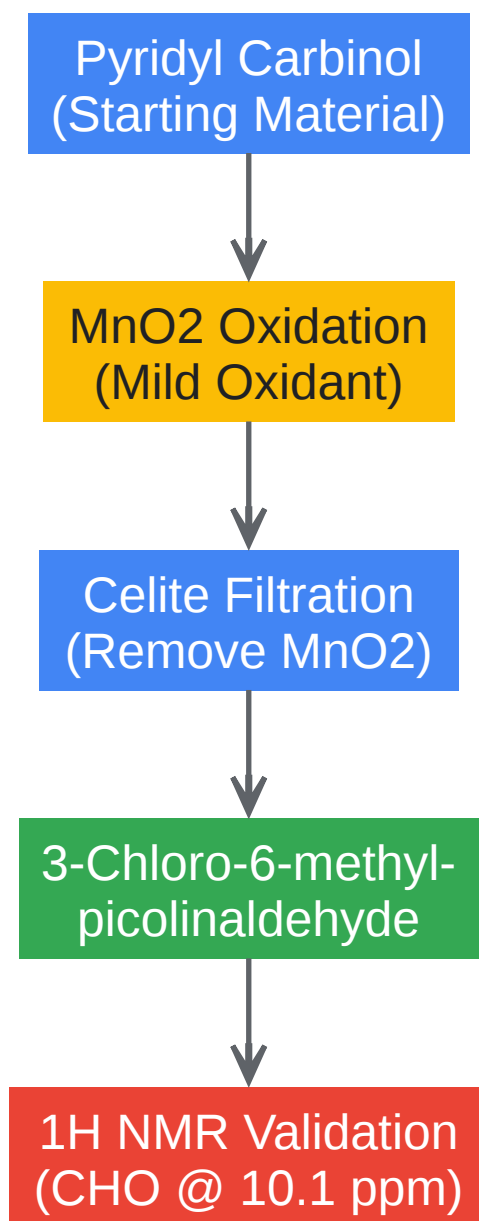 Pyridyl Carbinol
(Starting Material)
MnO2 Oxidation
(Mild Oxidant)
Celite Filtration
(Remove MnO2)
3-Chloro-6-methyl-
picolinaldehyde
1H NMR Validation
(CHO @ 10.1 ppm)